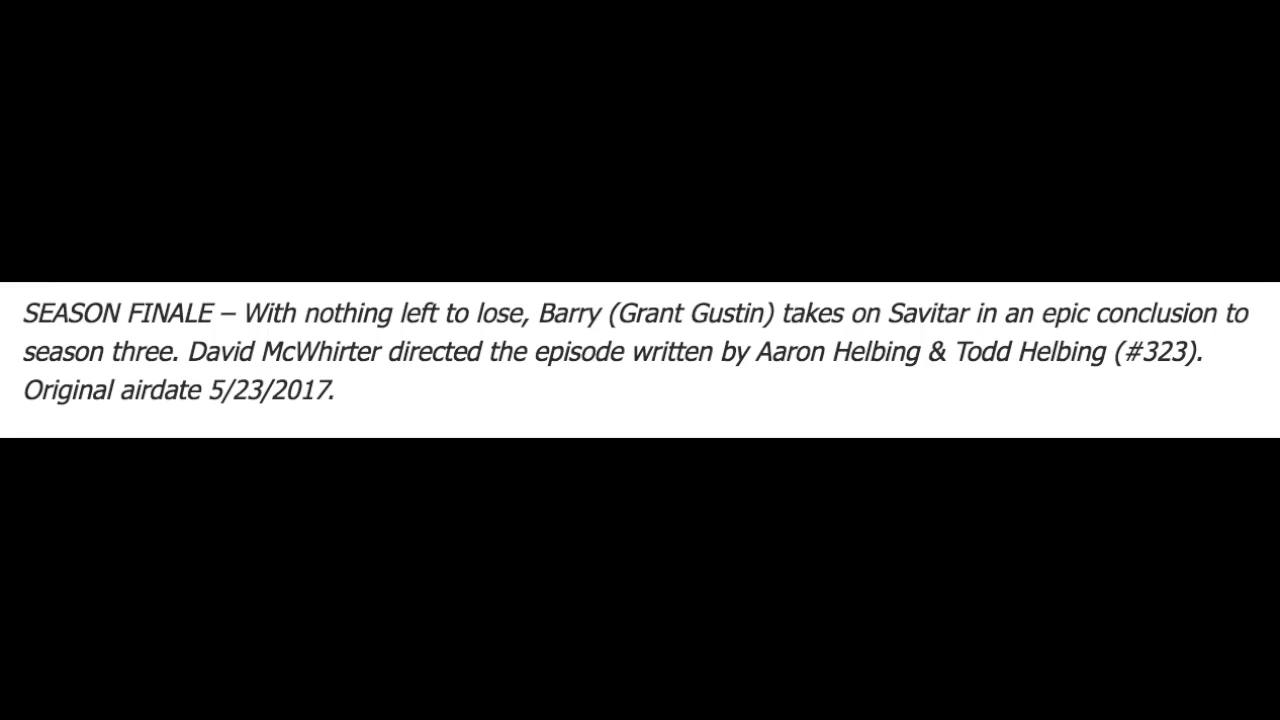 SEASON FINALE – With nothing left to lose, Barry (Grant Gustin) takes on Savitar in an epic conclusion to
season three. David McWhirter directed the episode written by Aaron Helbing & Todd Helbing (#323).
Original airdate 5/23/2017.